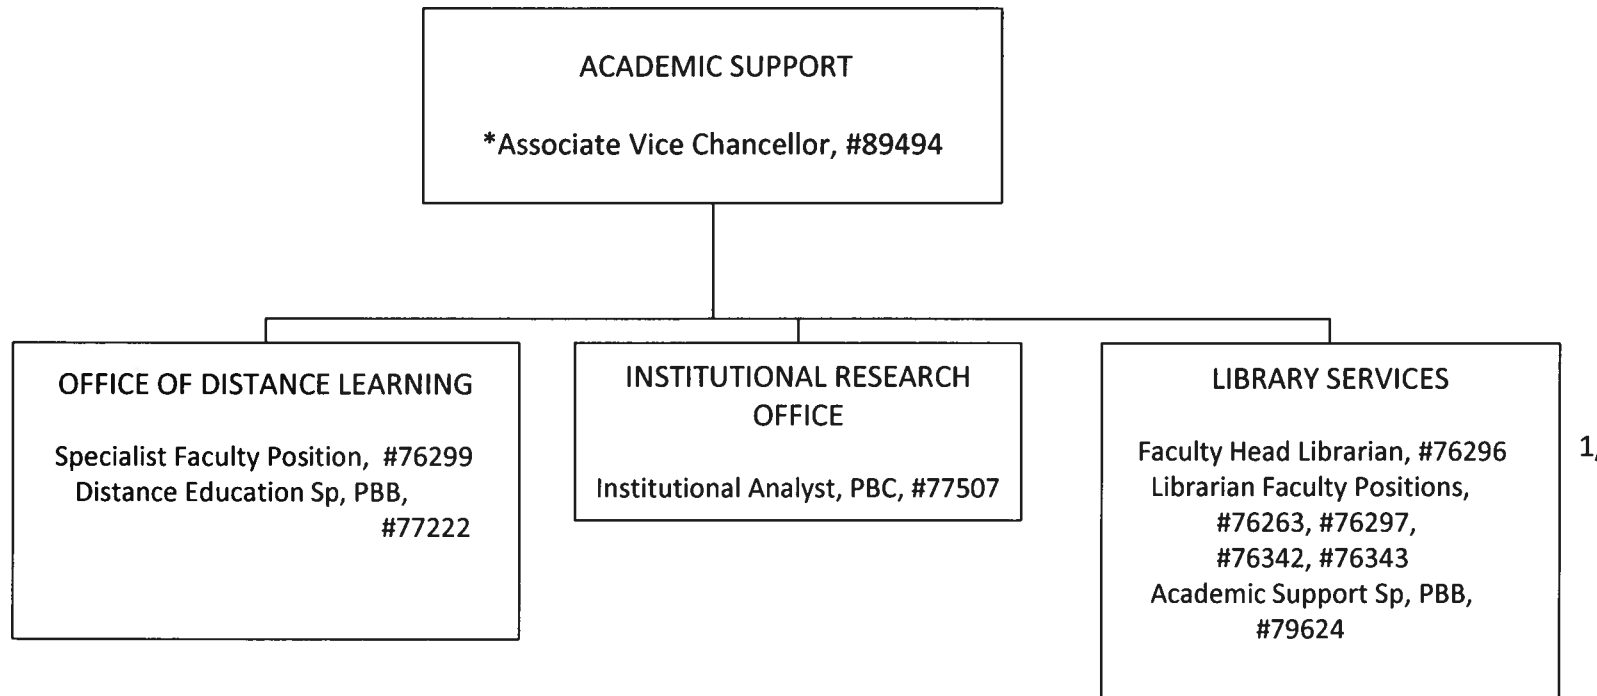 ACADEMIC SUPPORT
*Associate Vice Chancellor, #89494
OFFICE OF DISTANCE LEARNING
Specialist Faculty Position, #76299
Distance Education Sp, PBB,
#77222
INSTITUTIONAL RESEARCH
OFFICE
Institutional Analyst, PBC, #77507
LIBRARY SERVICES
Faculty Head Librarian, #76296
Librarian Faculty Positions,
#76263, #76297,
#76342, #76343
Academic Support Sp, PBB,
#79624
1,